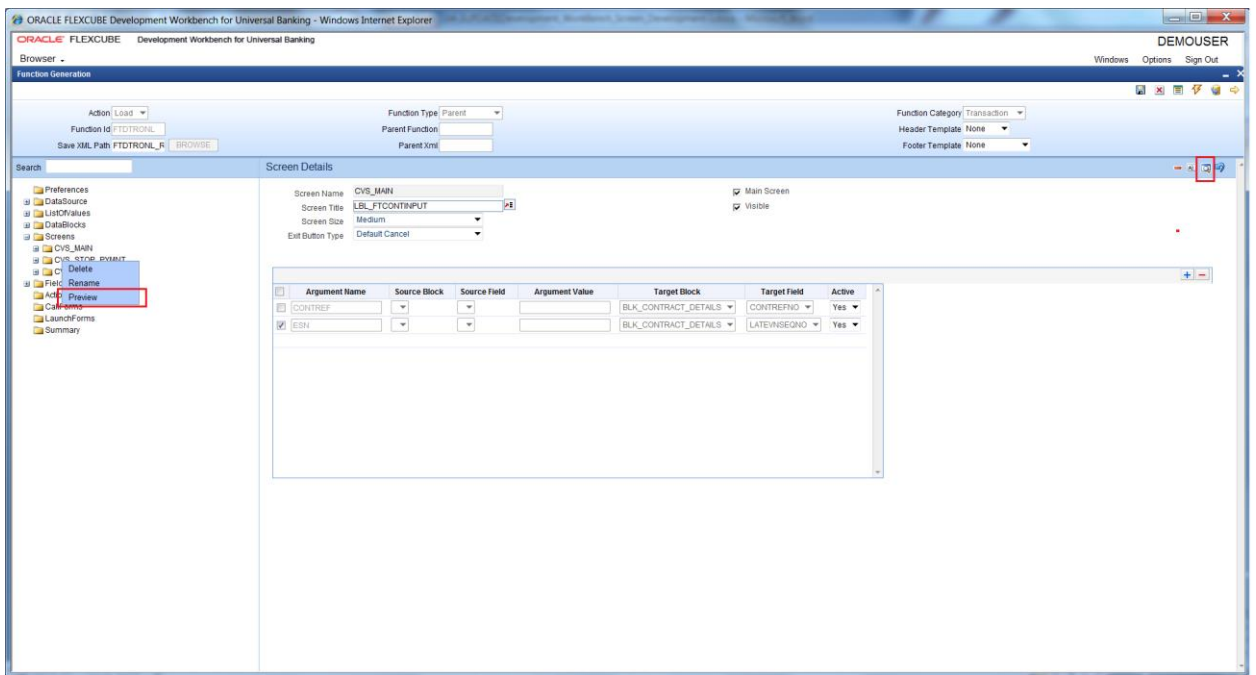 ORACLE FLEXCUBE Development Workbench for Universal Banking - Windows Internet Explorer
ORACLE FLEXCUBE Development Workbench for Universal Banking
DEMOUSER
Browser
Windows Options Sign Out
Function Generation
Action Load
Function Type Parent
Function Category Transaction
Function Id FTDTRONL
Parent Function
Header Template None
Save XML Path FTDTRONL_R BROWSE
Parent Xml
Footer Template None
Search
Screen Details
Preferences
DataSource
ListOfValues
DataBlocks
Screens
CVS_MAIN
CVS_STOP_PYMNT
Delete
Rename
Preview
CallForms
LaunchForms
Summary
Screen Name CVS_MAIN
Main Screen
Screen Title LBL_FTCONTINPUT
Visible
Screen Size Medium
Exit Button Type Default Cancel
Argument Name Source Block Source Field Argument Value Target Block Target Field Active
CONTREF BLK_CONTRACT_DETAILS CONTREFNO Yes
ESN BLK_CONTRACT_DETAILS LATEVNSEQNO Yes